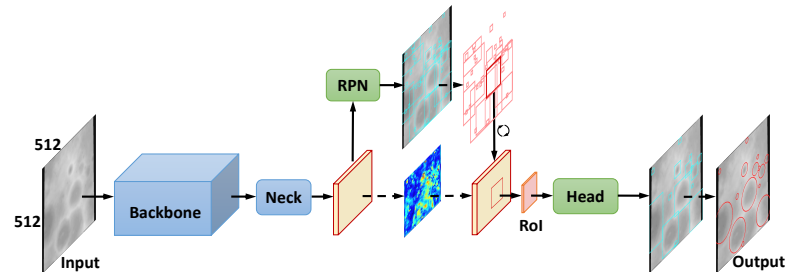 RPN
512
512
Backbone
Neck
Head
RoI
Input
Output